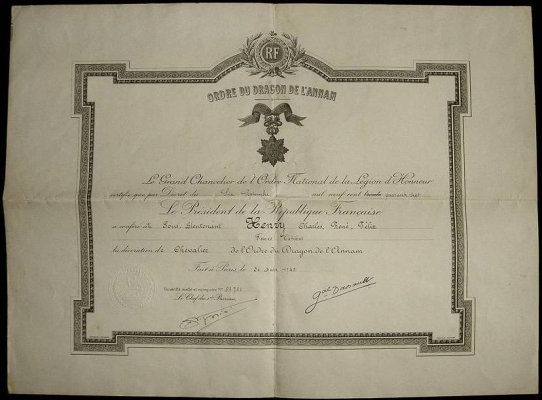 RF
ORDRE DU DRAGON DE L'ANNAM
Le Grand Chancelier de l'Ordre National de la Légion d'Honneur
certifie que par Décret du mil neuf cent
Le Président de la République Française
a conféré au Sous Lieutenant Henry Charles, René, Félix
la décoration de Chevalier de l'Ordre du Dragon de l'Annam
Fait à Paris, le
Le Chef du 1er Bureau